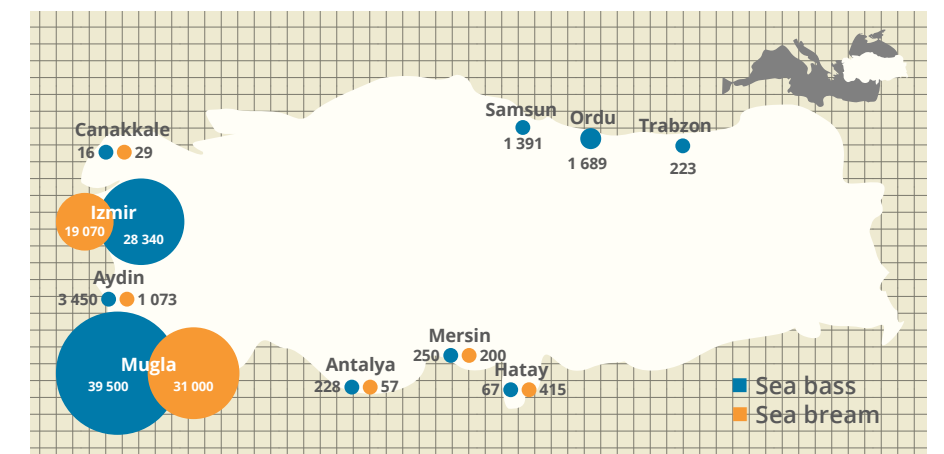 Samsun
1 391
Ordu
1 689
Trabzon
223
Canakkale
16 29
Izmir
19 070
28 340
Aydin
3 450 1 073
Mugla
39 500 31 000
Mersin
250 200
Antalya
228 57
Hatay
67 415
Sea bass
Sea bream